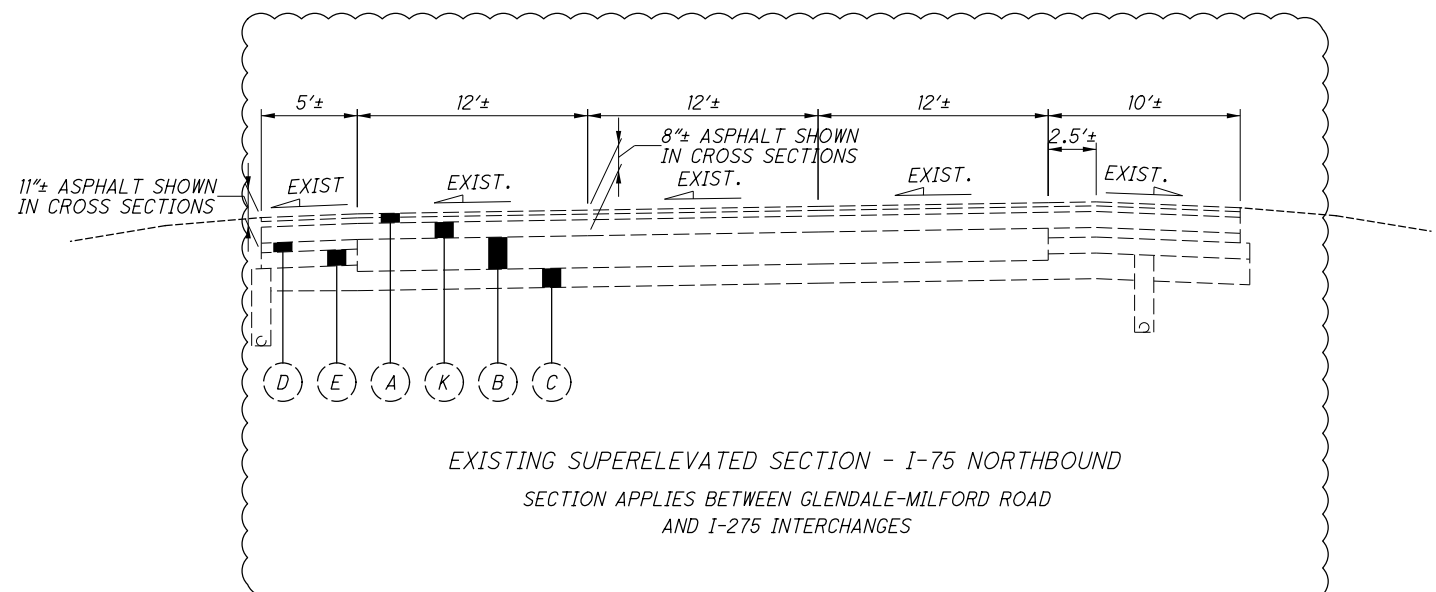 5'±
12'±
12'±
12'±
10'±
2.5'±
8"± ASPHALT SHOWN
IN CROSS SECTIONS
11"± ASPHALT SHOWN
IN CROSS SECTIONS
EXIST
EXIST.
EXIST.
EXIST.
EXIST.
D
E
A
K
B
C
EXISTING SUPERELEVATED SECTION - I-75 NORTHBOUND
SECTION APPLIES BETWEEN GLENDALE-MILFORD ROAD
AND I-275 INTERCHANGES